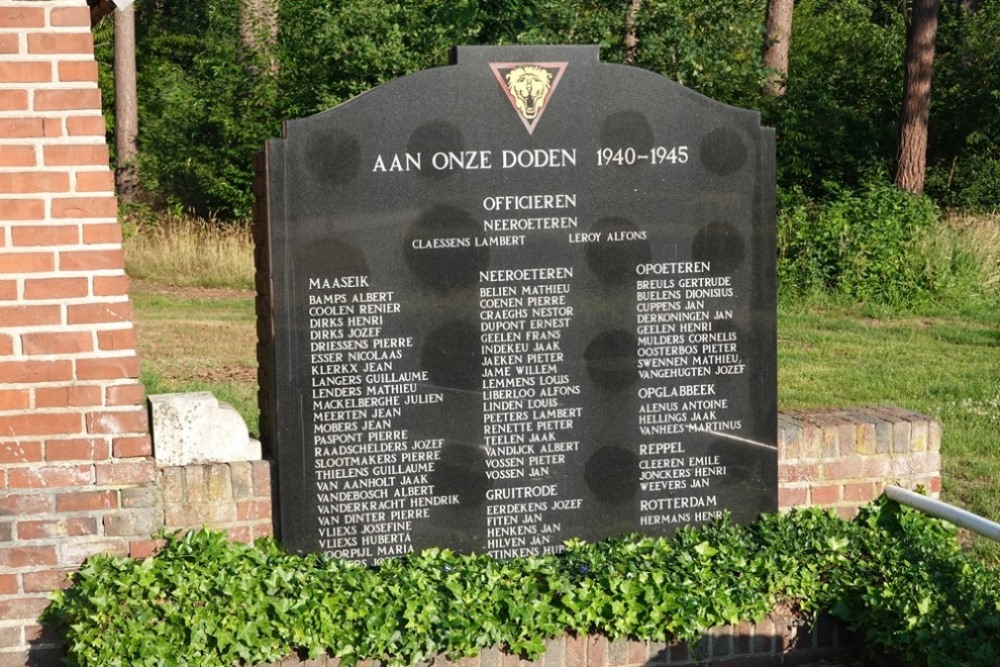 AAN ONZE DODEN 1940-1945
OFFICIEREN
NEEROETEREN
CLAESSENS LAMBERT LEROY ALFONS
MAASEIK
BAMPS ALBERT
COOLEN RENIER
DIRKS HENRI
DIRKS JOZEF
DRIESSENS PIERRE
ESSER NICOLAAS
KLERKX JEAN
LANGERS GUILLAUME
LENDERS MATHIEU
MACKELBERGHE JULIEN
MEERTEN JEAN
MOBERS JEAN
PASPONT PIERRE
RAADSCHELDERS JOZEF
SLOOTMAKERS PIERRE
THIELENS GUILLAUME
VAN AANHOLT JAAK
VANDEBOSCH ALBERT
VANDERKRACHT HENDRIK
VAN DINTER PIERRE
VLIEXS JOSEFINE
VLIEXS HUBERTA
VOORPIJL MARIA
NEEROETEREN
BELIEN MATHIEU
COENEN PIERRE
CRAEGHS NESTOR
DUPONT ERNEST
GEELEN FRANS
INDEKEU JAAK
JAEKEN PIETER
JAME WILLEM
LEMMENS LOUIS
LIBERLOO ALFONS
LINDEN LOUIS
PEETERS LAMBERT
RENETTE PIETER
TEELEN JAAK
VANDIJCK ALBERT
VOSSEN PIETER
VOSSEN JAN
GRUITRODE
EERDEKENS JOZEF
FITEN JAN
HENKENS JAN
HILVEN JAN
STINKENS
OPOETEREN
BREULS GERTRUDE
BUELENS DIONISIUS
CUPPENS JAN
DERKONINGEN JAN
GEELEN HENRI
MULDERS CORNELIS
OOSTERBOS PIETER
SWENNEN MATHIEU
VANGEHUGTEN JOZEF
OPGLABBEEK
ALENUS ANTOINE
HELLINGS JAAK
VANHEES MARTINUS
REPPEL
CLEEREN EMILE
JONCKERS HENRI
WEEVERS JAN
ROTTERDAM
HERMANS HENRI